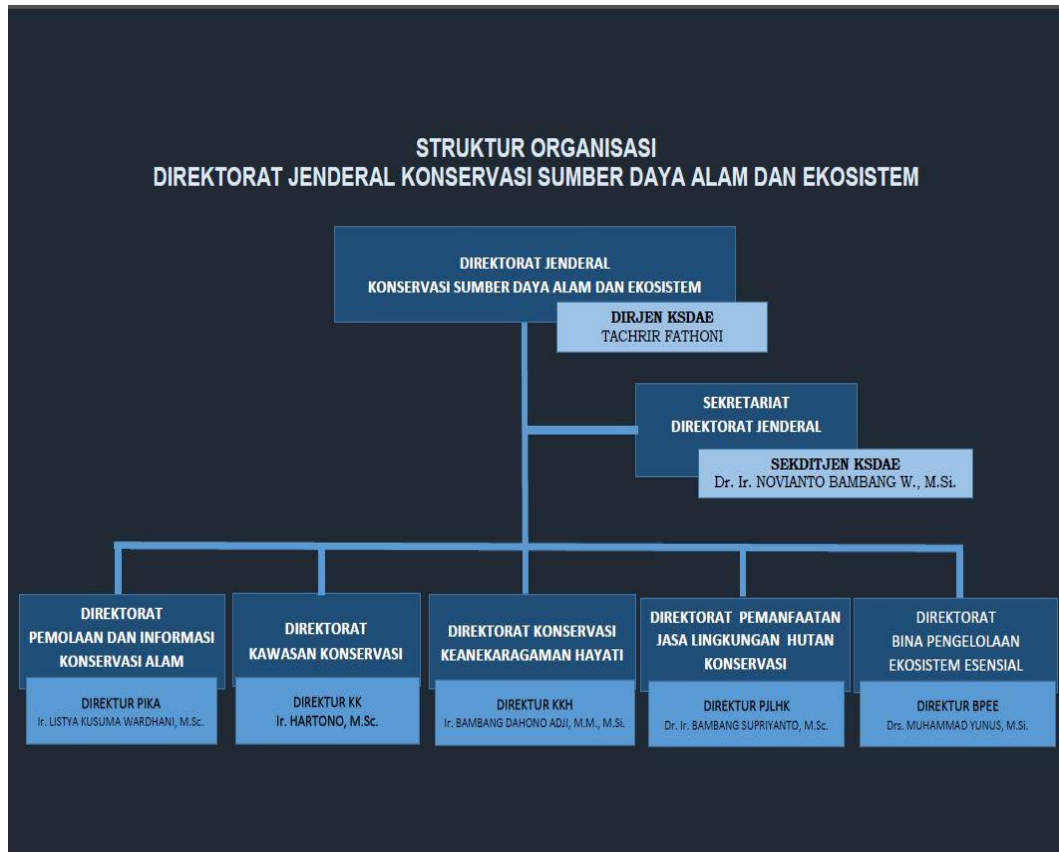 STRUKTUR ORGANISASI
DIREKTORAT JENDERAL KONSERVASI SUMBER DAYA ALAM DAN EKOSISTEM
DIREKTORAT JENDERAL
KONSERVASI SUMBER DAYA ALAM DAN EKOSISTEM
DIRJEN KSDAE
TACHRIR FATHONI
SEKRETARIAT
DIREKTORAT JENDERAL
SEKDITJEN KSDAE
Dr. Ir. NOVIANTO BAMBANG W., M.Si.
DIREKTORAT
PEMOLAAN DAN INFORMASI
KONSERVASI ALAM
DIREKTUR PIKA
Ir. LISTYA KUSUMA WARDHANI, M.Sc.
DIREKTORAT
KAWASAN KONSERVASI
DIREKTUR KK
Ir. HARTONO, M.Sc.
DIREKTORAT KONSERVASI
KEANEKARAGAMAN HAYATI
DIREKTUR KKH
Ir. BAMBANG DAHONO ADJI, M.M., M.Si.
DIREKTORAT PEMANFAATAN
JASA LINGKUNGAN HUTAN
KONSERVASI
DIREKTUR PJLHK
Dr. Ir. BAMBANG SUPRIYANTO, M.Sc.
DIREKTORAT
BINA PENGELOLAAN
EKOSISTEM ESENSIAL
DIREKTUR BPEE
Drs. MUHAMMAD YUNUS, M.Si.